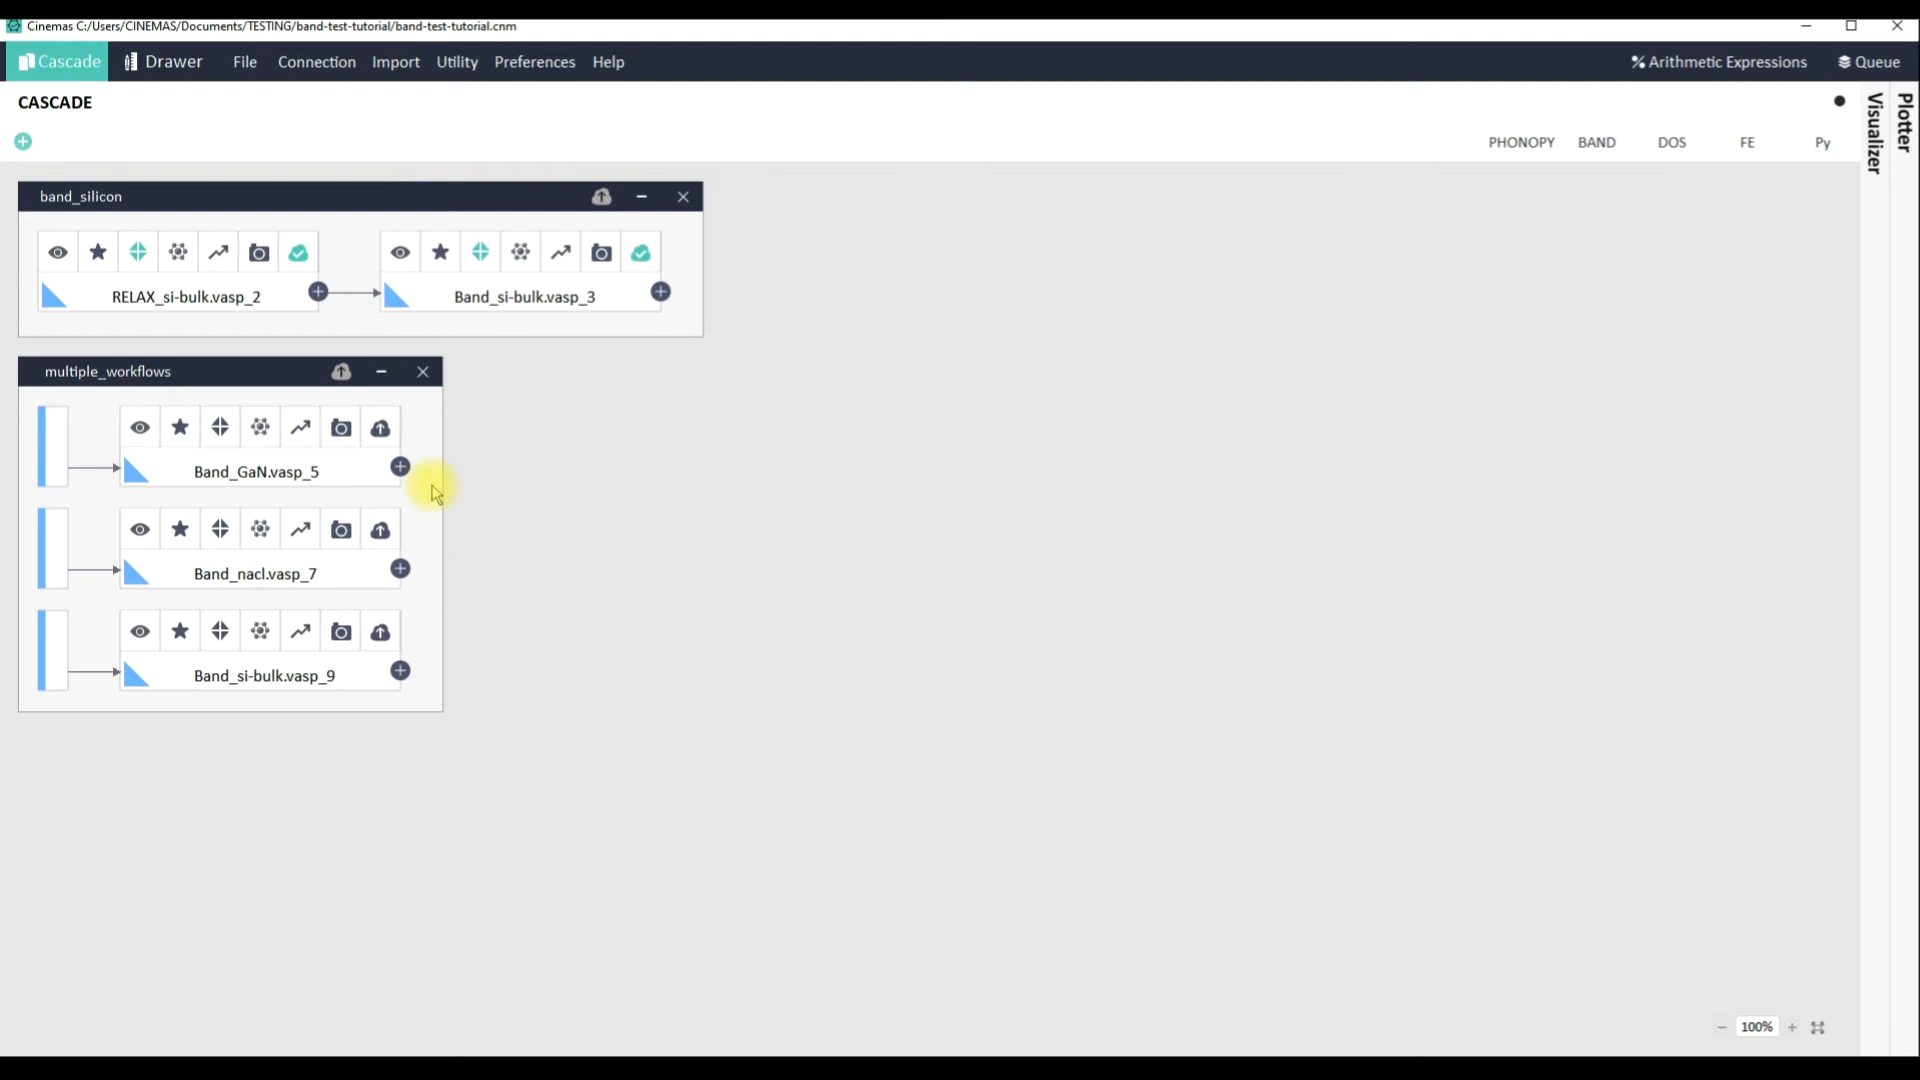 Cinemas C:/Users/CINEMAS/Documents/TESTING/band-test-tutorial/band-test-tutorial.cnm
Cascade Drawer File Connection Import Utility Preferences Help Arithmetic Expressions Queue
CASCADE
PHONOPY BAND DOS FE Py
Visualizer
Plotter
band_silicon
RELAX_si-bulk.vasp_2 Band_si-bulk.vasp_3
multiple_workflows
Band_GaN.vasp_5
Band_nacl.vasp_7
Band_si-bulk.vasp_9
100%